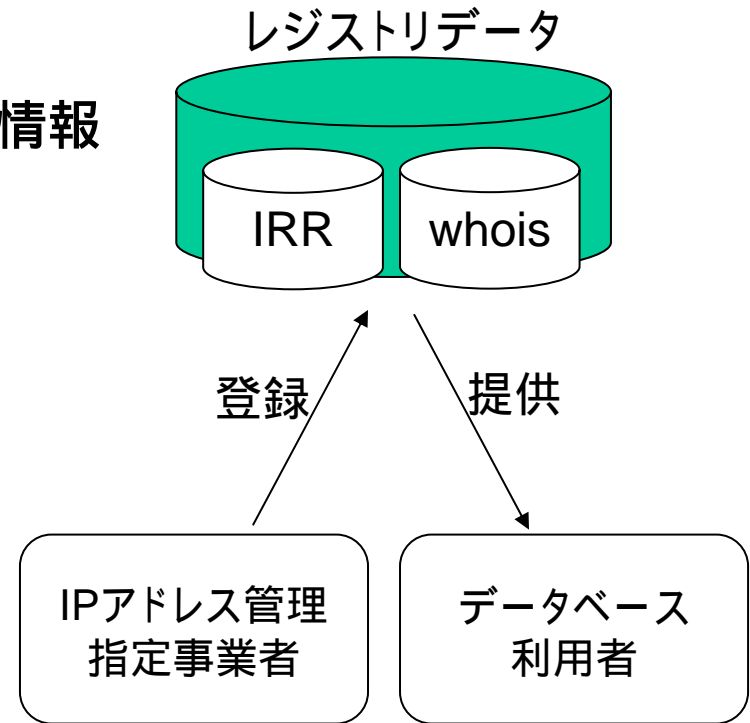 レジストリデータ
情報
IRR
whois
登録
提供
IPアドレス管理
指定事業者
データベース
利用者